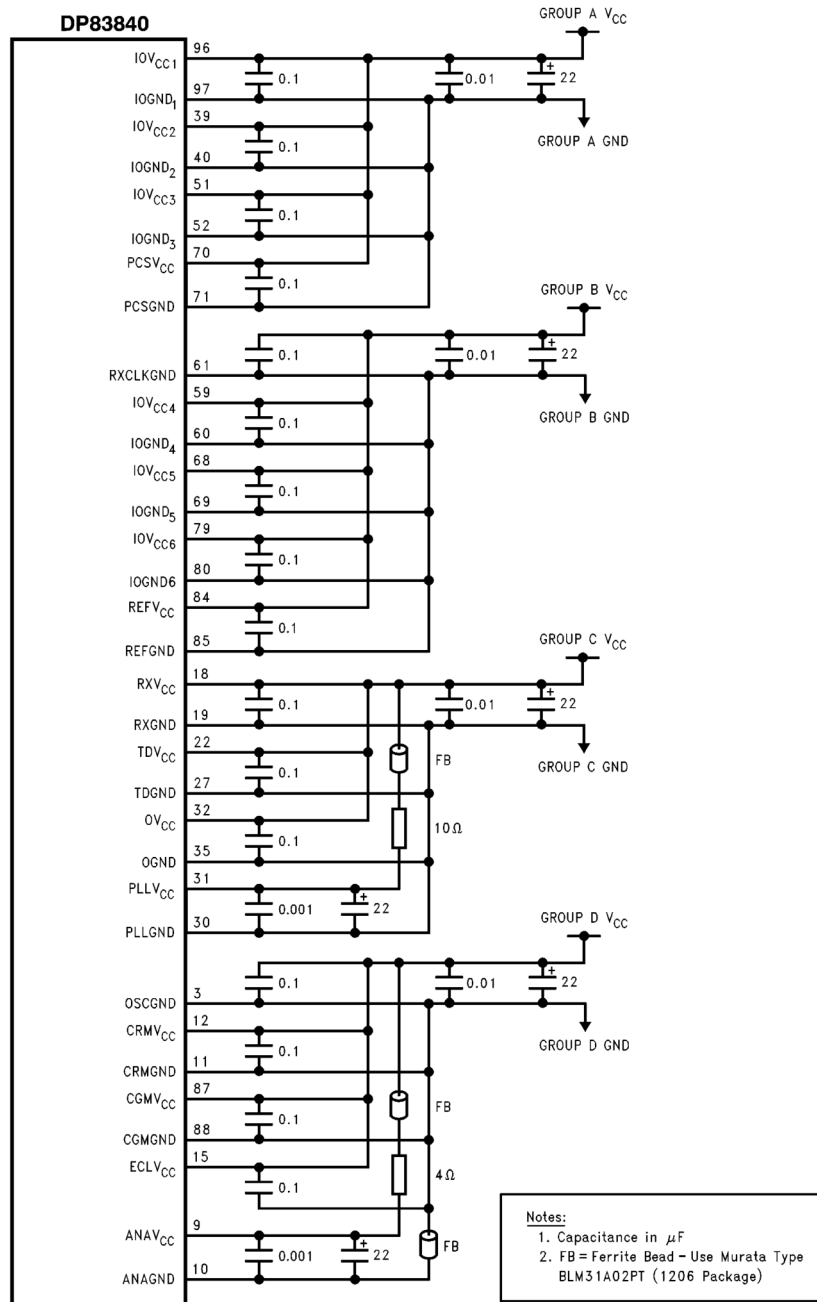 DP83840
GROUP A VCC
IOVCC1 96
0.1 0.01 + 22
IOGND1 97
GROUP A GND
IOVCC2 39
0.1
IOGND2 40
IOVCC3 51
0.1
IOGND3 52
PCSVCC 70
0.1
PCSGND 71
GROUP B VCC
0.1 0.01 + 22
RXCLKGND 61
GROUP B GND
IOVCC4 59
0.1
IOGND4 60
IOVCC5 68
0.1
IOGND5 69
IOVCC6 79
0.1
IOGND6 80
REFVCC 84
0.1
REFGND 85
GROUP C VCC
RXVCC 18
0.1 0.01 + 22
RXGND 19
GROUP C GND
TDVCC 22
FB
0.1
TDGND 27
OVCC 32
10Ω
0.1
OGND 35
PLLVCC 31
0.001 + 22
PLLGND 30
GROUP D VCC
0.1 0.01 + 22
OSCGND 3
GROUP D GND
CRMVCC 12
0.1
CRMGND 11
CGMVCC 87
FB
0.1
CGMGND 88
ECLVCC 15
4Ω
0.1
ANAVCC 9
FB
0.001 + 22
ANAGND 10
Notes:
1. Capacitance in μF
2. FB = Ferrite Bead – Use Murata Type
BLM31A02PT (1206 Package)